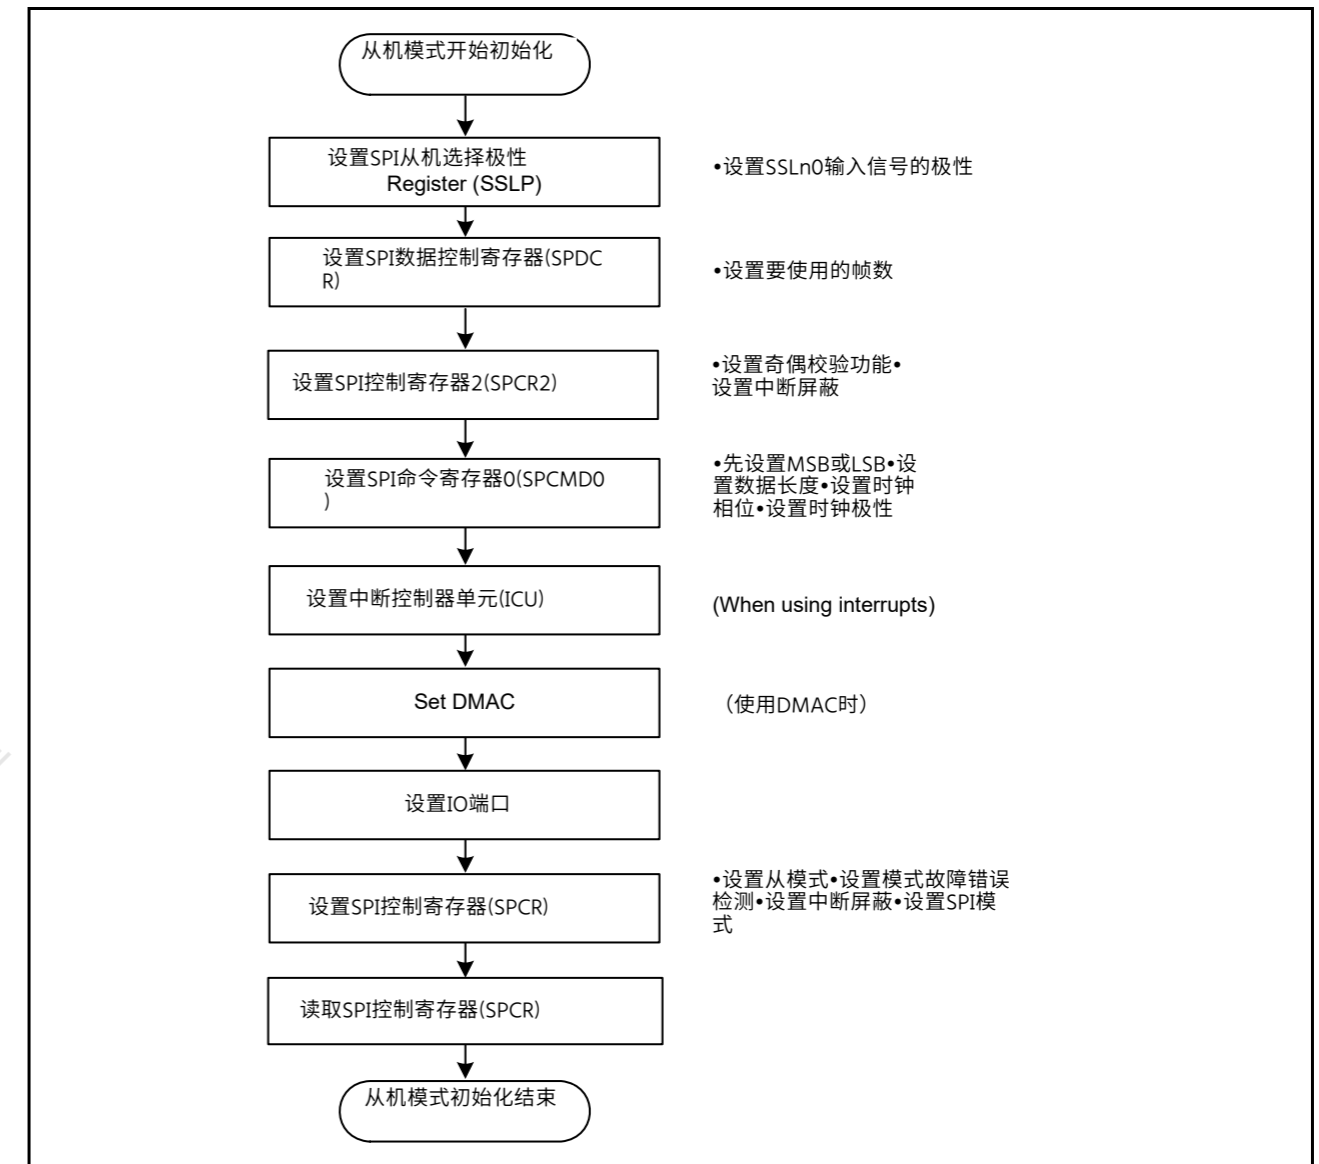 从机模式开始初始化
设置SPI从机选择极性
Register (SSLP)
•设置SSLn0输入信号的极性
设置SPI数据控制寄存器(SPDC
R)
•设置要使用的帧数
设置SPI控制寄存器2(SPCR2)
•设置奇偶校验功能•
设置中断屏蔽
设置SPI命令寄存器0(SPCMD0
)
•先设置MSB或LSB•设
置数据长度•设置时钟
相位•设置时钟极性
设置中断控制器单元(ICU)
(When using interrupts)
Set DMAC
（使用DMAC时）
设置IO端口
设置SPI控制寄存器(SPCR)
•设置从模式•设置模式故障错误
检测•设置中断屏蔽•设置SPI模
式
读取SPI控制寄存器(SPCR)
从机模式初始化结束